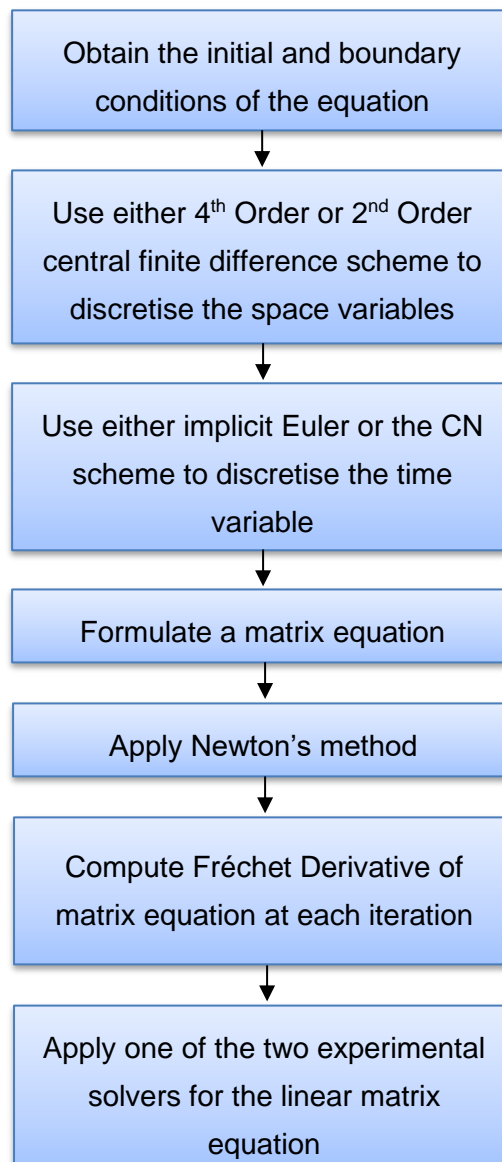 Obtain the initial and boundary
conditions of the equation
Use either 4th Order or 2nd Order
central finite difference scheme to
discretise the space variables
Use either implicit Euler or the CN
scheme to discretise the time
variable
Formulate a matrix equation
Apply Newton’s method
Compute Fréchet Derivative of
matrix equation at each iteration
Apply one of the two experimental
solvers for the linear matrix
equation